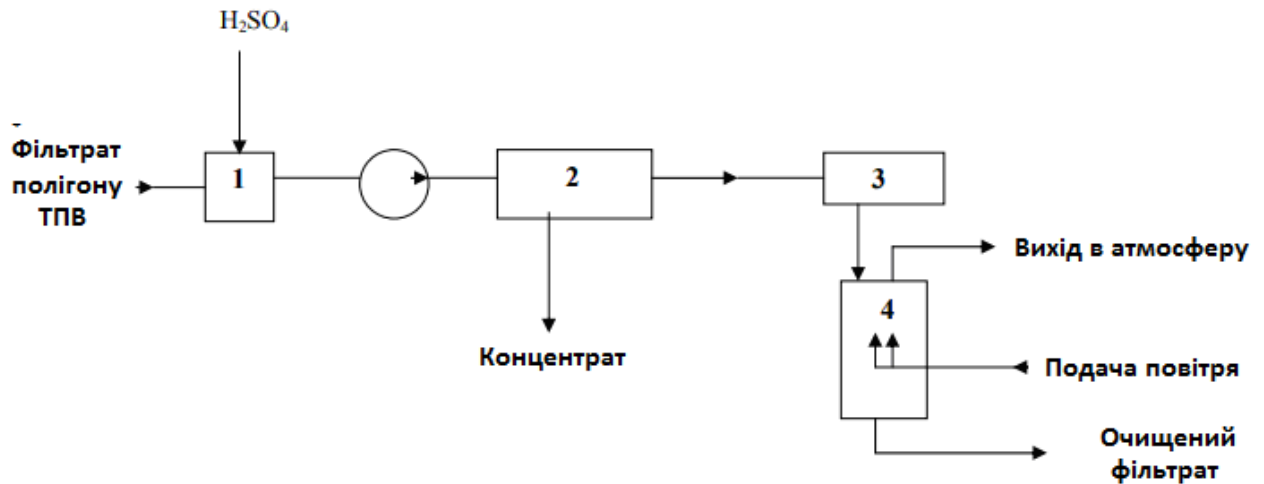 H₂SO₄
Фільтрат
полігону
ТПВ
1
2
3
4
Вихід в атмосферу
Концентрат
Подача повітря
Очищений
фільтрат